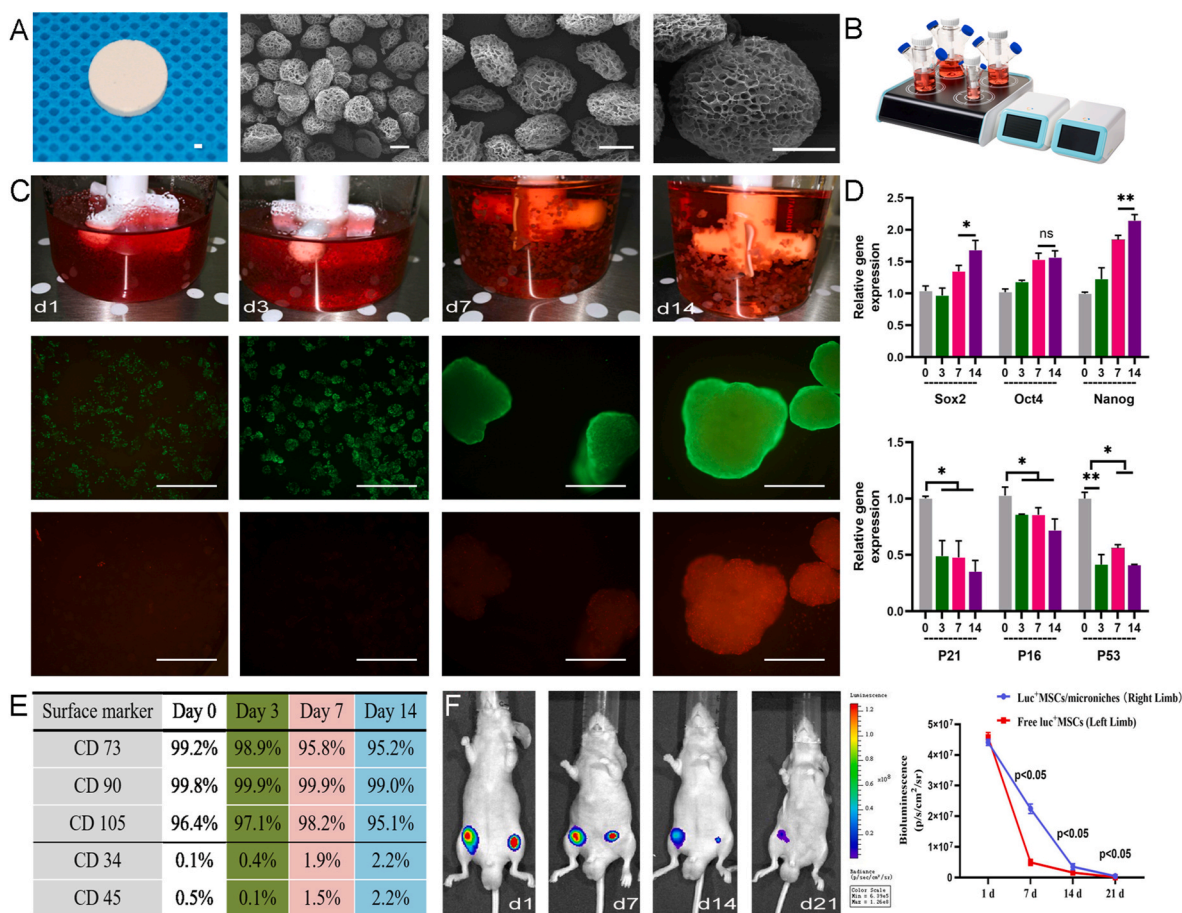 A
B
C
d1
d3
d7
d14
D
Relative gene
expression
2.5
2.0
1.5
1.0
0.5
0.0
*
ns
**
0 3 7 14 0 3 7 14 0 3 7 14
Sox2 Oct4 Nanog
Relative gene
expression
1.5
1.0
0.5
0.0
*
*
*
**
0 3 7 14 0 3 7 14 0 3 7 14
P21 P16 P53
E
Surface marker Day 0 Day 3 Day 7 Day 14
CD 73 99.2% 98.9% 95.8% 95.2%
CD 90 99.8% 99.9% 99.9% 99.0%
CD 105 96.4% 97.1% 98.2% 95.1%
CD 34 0.1% 0.4% 1.9% 2.2%
CD 45 0.5% 0.1% 1.5% 2.2%
F
d1
d7
d14
d21
Luminescence
1.2
1.0
0.8
0.6
0.4
0.2
x10⁸
Radiance
(p/sec/cm²/sr)
Color Scale
Max = 1.26e8
Luc⁺MSCs/microniches (Right Limb)
Free luc⁺MSCs (Left Limb)
Bioluminescence
(p/s/cm²/sr)
5×10⁷
4×10⁷
3×10⁷
2×10⁷
1×10⁷
0
p<0.05
p<0.05
p<0.05
1 d 7 d 14 d 21 d